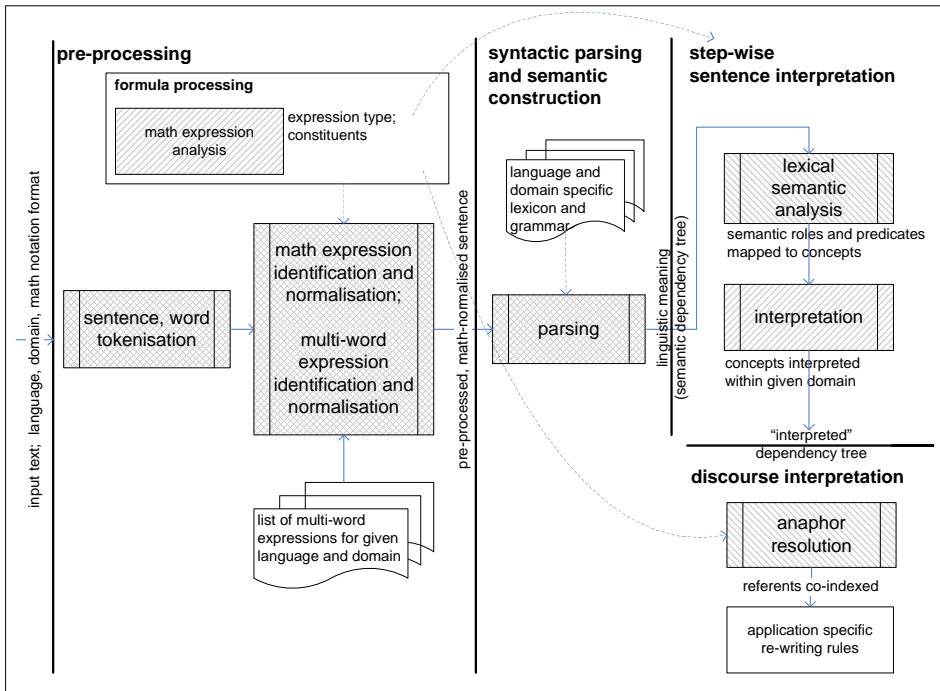 pre-processing
formula processing
math expression
analysis
expression type;
constituents
input text;  language, domain, math notation format
sentence, word
tokenisation
math expression
identification and
normalisation;
multi-word
expression
identification and
normalisation
list of multi-word
expressions for given
language and domain
pre-processed, math-normalised sentence
syntactic parsing
and semantic
construction
language and
domain specific
lexicon and
grammar
parsing
linguistic meaning
(semantic dependency tree)
step-wise
sentence interpretation
lexical
semantic
analysis
semantic roles and predicates
mapped to concepts
interpretation
concepts interpreted
within given domain
“interpreted”
dependency tree
discourse interpretation
anaphor
resolution
referents co-indexed
application specific
re-writing rules